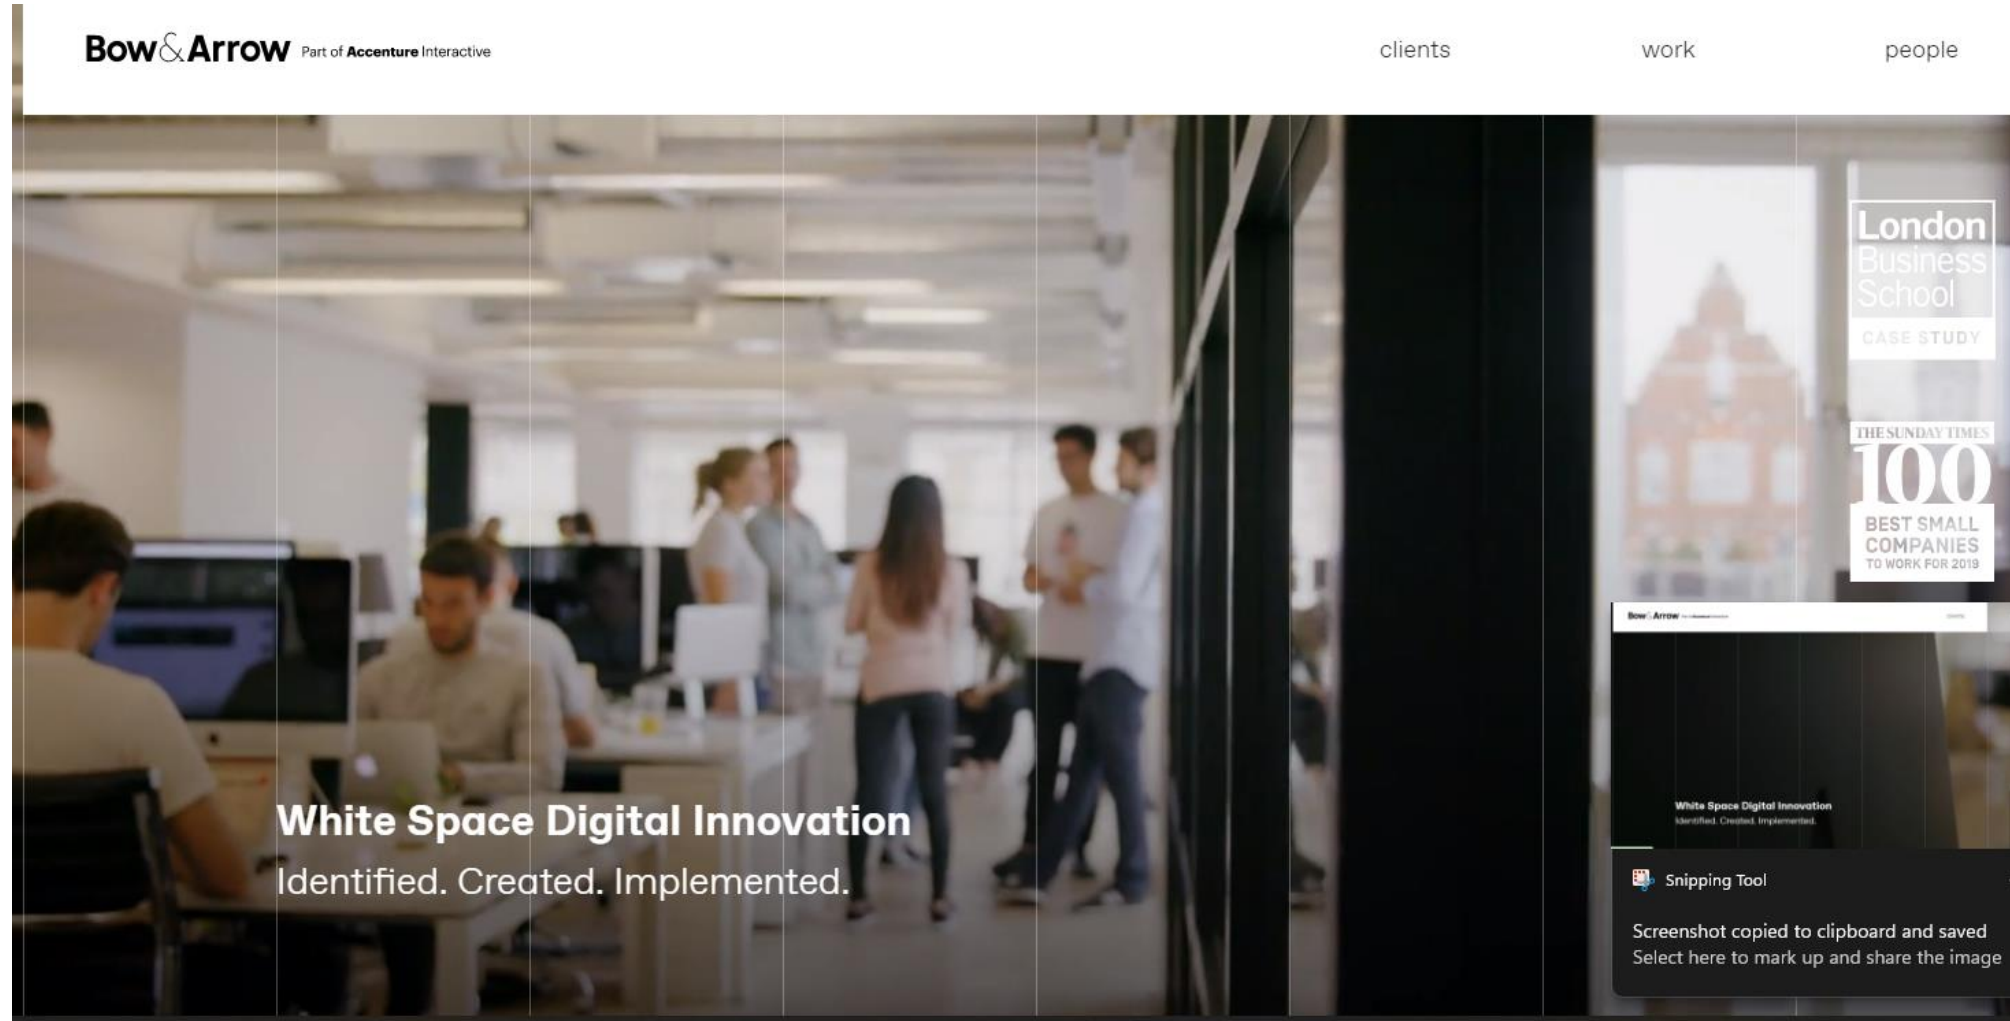 Bow&Arrow Part of Accenture Interactive
clients
work
people
London
Business
School
CASE STUDY
THE SUNDAY TIMES
100
BEST SMALL
COMPANIES
TO WORK FOR 2019
White Space Digital Innovation
Identified. Created. Implemented.
Bow&Arrow
White Space Digital Innovation
Identified. Created. Implemented.
Snipping Tool
Screenshot copied to clipboard and saved
Select here to mark up and share the image